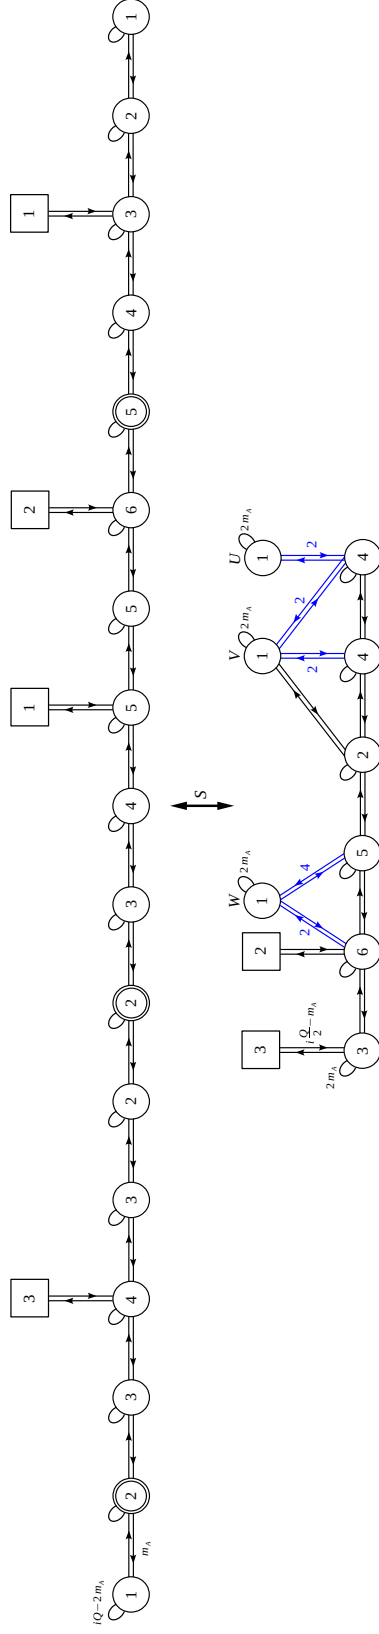 3 1 2 1
iQ−2m_A
1 2 3 4 3 2 2 3 4 5 5 6 5 4 3 2 1
m_A
S
W V U
2m_A 2m_A 2m_A
3 2 1 1 1
i Q/2 − m_A
2 4 2 2 2
2m_A
3 6 5 2 4 4